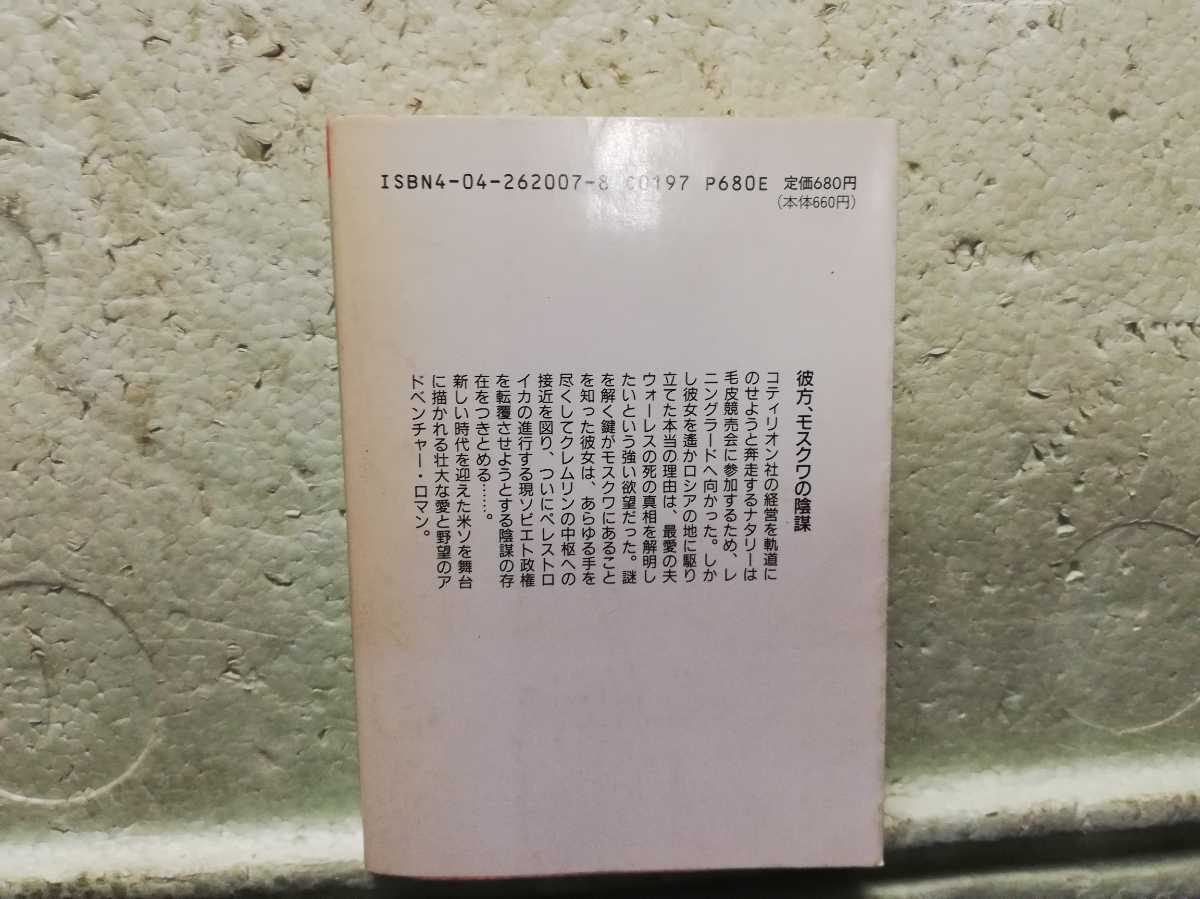 ISBN4-04-262007-8 C0197 P680E 定価680円
(本体660円)
彼方、モスクワの陰謀
コティリオン社の経営を軌道に
のせようと奔走するナタリーは
毛皮競売会に参加するため、レ
ニングラードへ向かった。しか
し彼女を遙かロシアの地に駆り
立てた本当の理由は、最愛の夫
ウォーレスの死の真相を解明し
たいという強い欲望だった。謎
を解く鍵がモスクワにあること
を知った彼女は、あらゆる手を
尽くしてクレムリンの中枢への
接近を図り、ついにペレストロ
イカの進行する現ソビエト政権
を転覆させようとする陰謀の存
在をつきとめる……。
新しい時代を迎えた米ソを舞台
に描かれる壮大な愛と野望のア
ドベンチャー・ロマン。